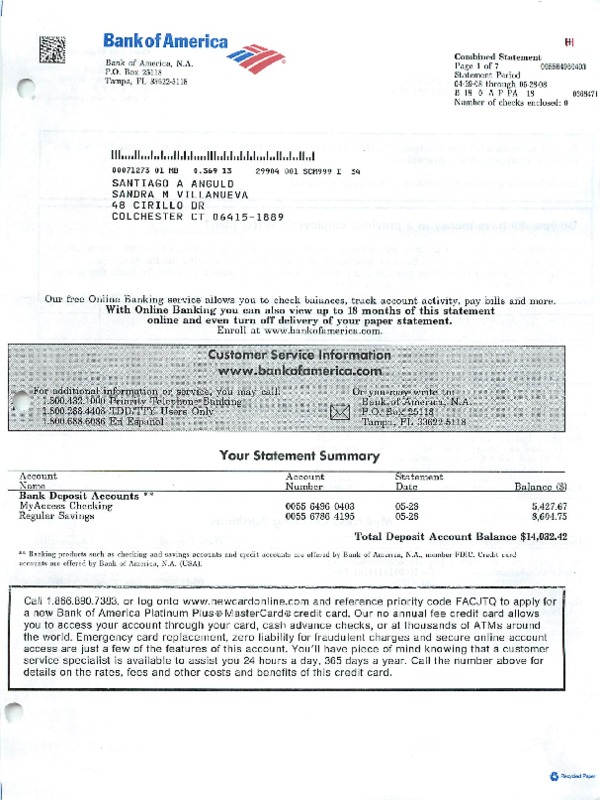 Bank of America
Bank of America, N.A.
P.O. Box 25118
Tampa, FL 33622-5118
H
Combined Statement
Page 1 of 7
Statement Period
04-29-08 through 05-28-08
B 18 0 A P PA 18
Number of checks enclosed: 0
00071273 01 MB 0.369 13 29904 001 SCM999 I 34
SANTIAGO A ANGULO
SANDRA M VILLANUEVA
48 CIRILLO DR
COLCHESTER CT 06415-1889
Our free Online Banking service allows you to check balances, track account activity, pay bills and more.
With Online Banking you can also view up to 18 months of this statement
online and even turn off delivery of your paper statement.
Enroll at www.bankofamerica.com.
Customer Service Information
www.bankofamerica.com
For additional information or service, you may call:
1.800.432.1000 Priority Telephone Banking
1.800.288.4408 TDD/TTY Users Only
1.800.688.6086 En Español
Or you may write to:
Bank of America, N.A.
P.O. Box 25118
Tampa, FL 33622-5118
Your Statement Summary
Account Name Account Number Statement Date Balance ($)
Bank Deposit Accounts **
MyAccess Checking 0055 6496 0403 05-28 5,427.67
Regular Savings 0055 6786 4195 05-28 8,604.75
Total Deposit Account Balance $14,032.42
** Banking products such as checking and savings accounts and credit accounts are offered by Bank of America, N.A., member FDIC. Credit card
accounts are offered by Bank of America, N.A. (USA).
Call 1.866.890.7383, or log onto www.newcardonline.com and reference priority code FACJTQ to apply for
a new Bank of America Platinum Plus® MasterCard® credit card. Our no annual fee credit card allows
you to access your account through your card, cash advance checks, or at thousands of ATMs around
the world. Emergency card replacement, zero liability for fraudulent charges and secure online account
access are just a few of the features of this account. You'll have piece of mind knowing that a customer
service specialist is available to assist you 24 hours a day, 365 days a year. Call the number above for
details on the rates, fees and other costs and benefits of this credit card.
Recycled Paper